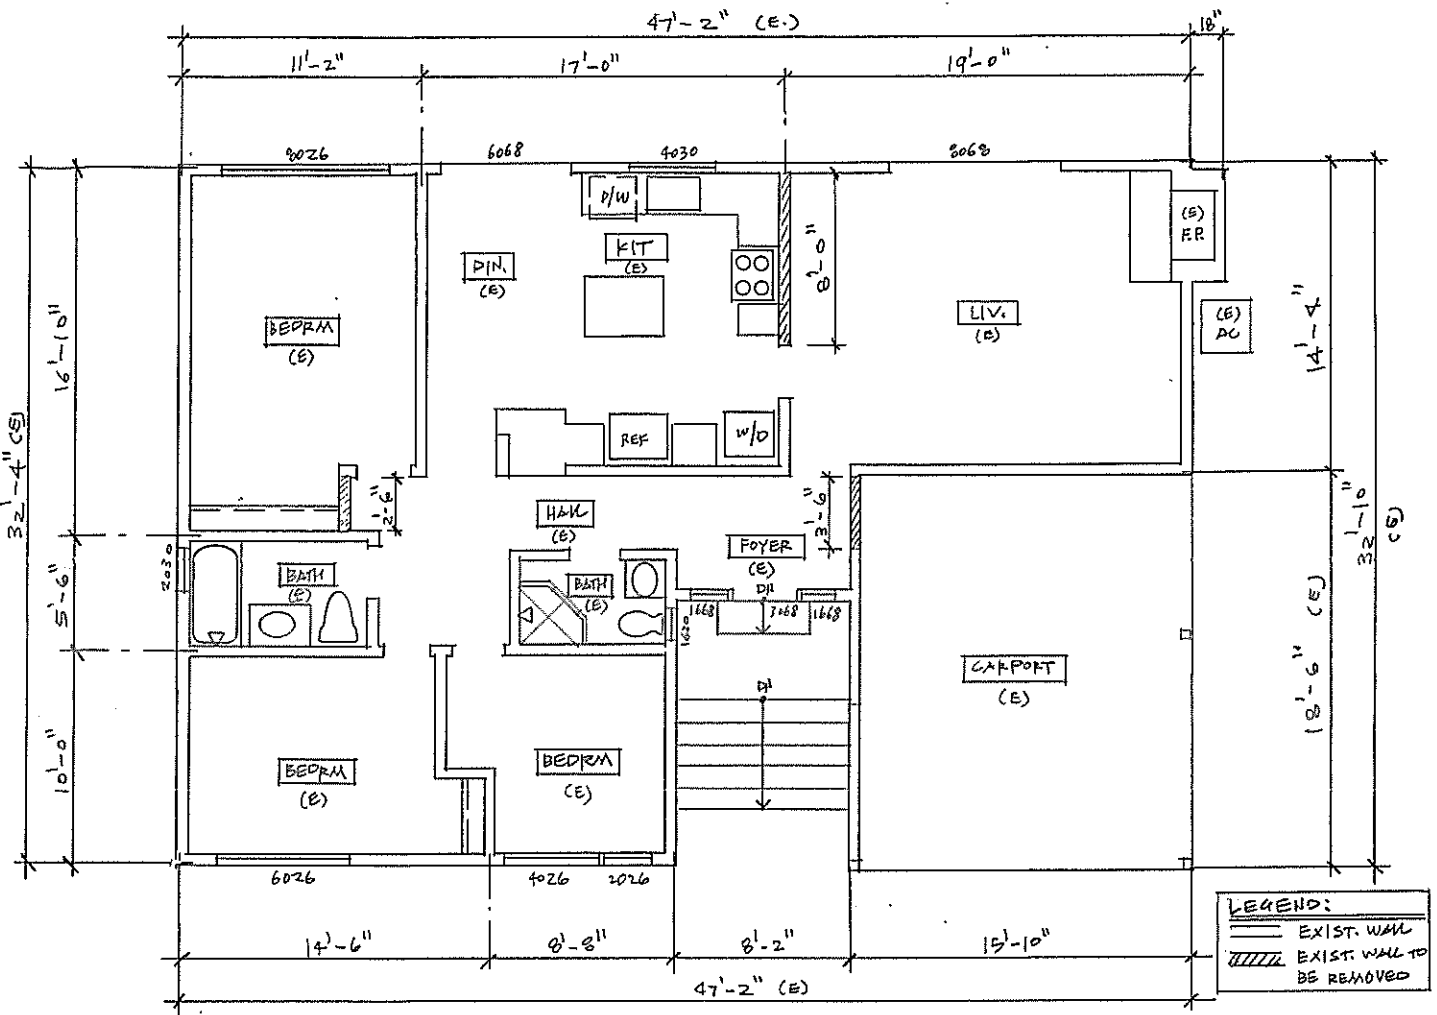 47'-2" (E.)
18"
11'-2"
17'-0"
19'-0"
8026
6068
4030
8068
D/W
(E)
F.P.
KIT
(E)
DIN.
(E)
8'-0"
LIV.
(E)
(E)
AC
BEDRM
(E)
16'-10"
14'-4"
32'-4" (E)
REF
W/D
2'-6"
3'-6"
HALL
(E)
FOYER
(E)
32'-10"
(E)
2030
BATH
(E)
BATH
(E)
5'-6"
DN
1668
3068
1668
1620
18'-6" (E)
CARPORT
(E)
DN
10'-0"
BEDRM
(E)
BEDRM
(E)
6026
4026
2026
LEGEND:
EXIST. WALL
EXIST. WALL TO
BE REMOVED
14'-6"
8'-8"
8'-2"
15'-10"
47'-2" (E)